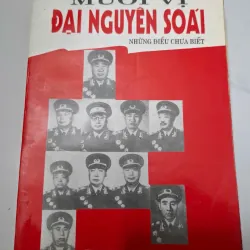 MƯỜI VỊ
ĐẠI NGUYÊN SOÁI
NHỮNG ĐIỀU CHƯA BIẾT